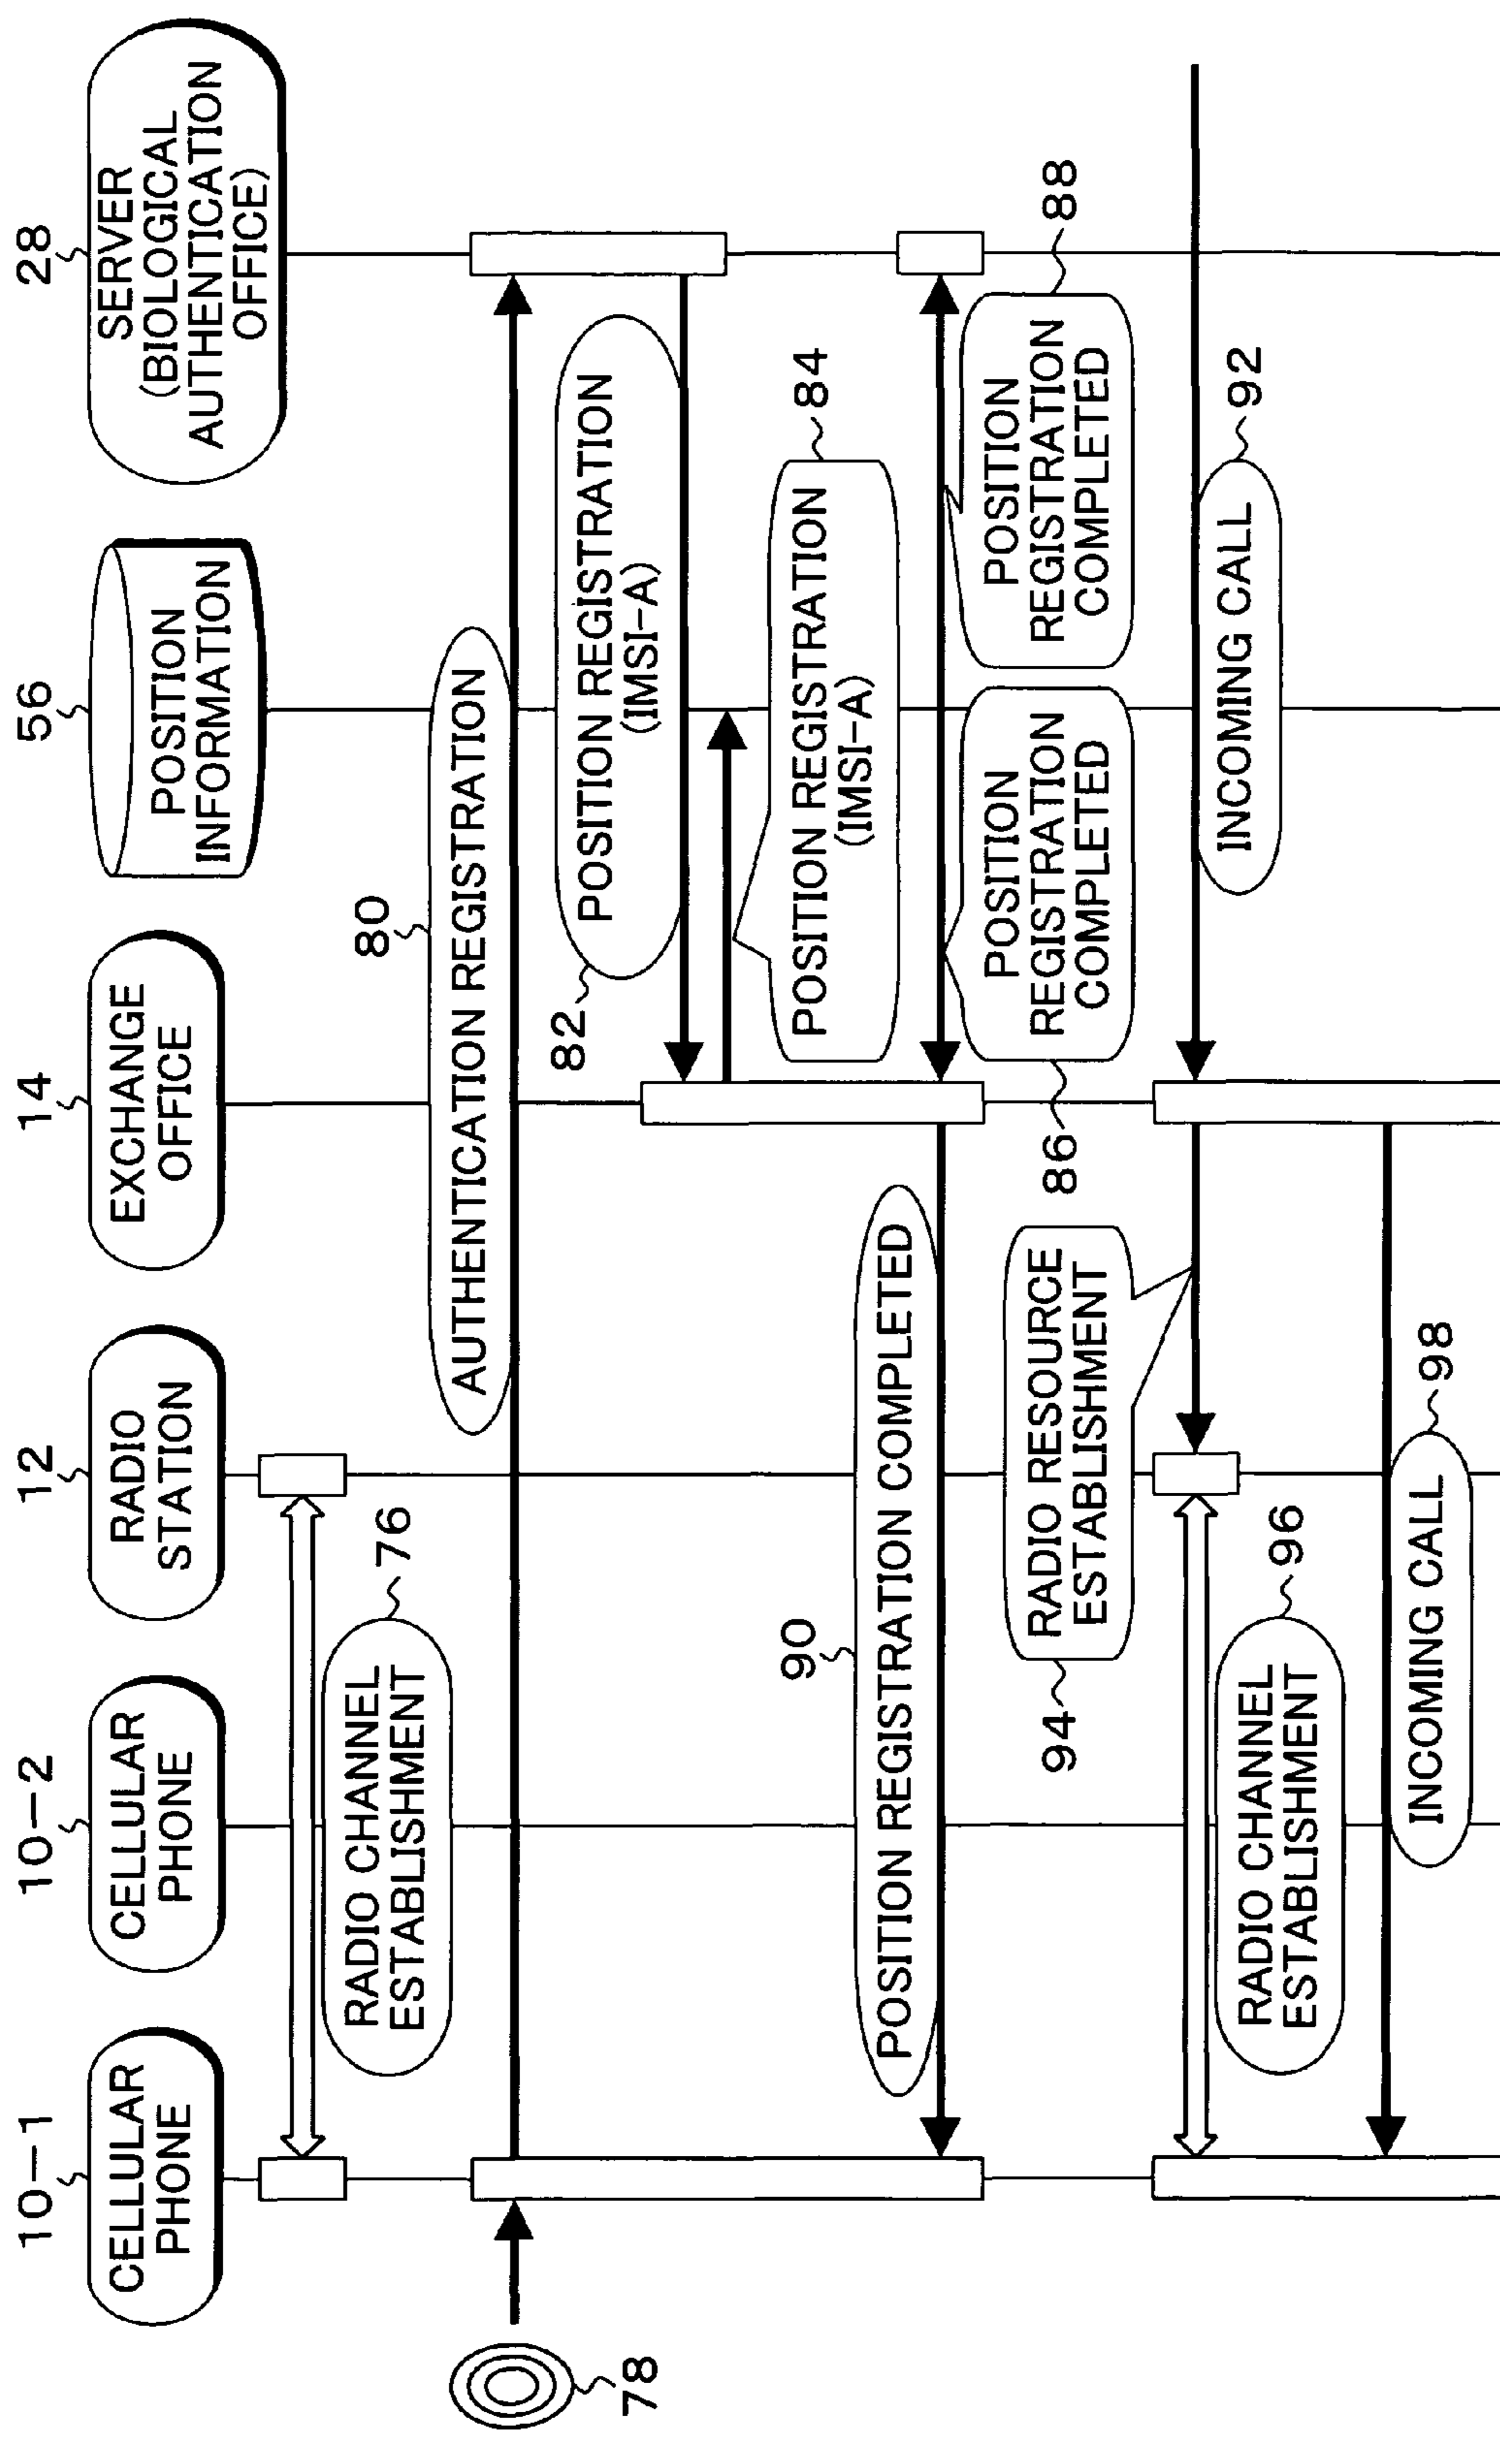 10-1
10-2
12
14
56
28
CELLULAR
PHONE
CELLULAR
PHONE
RADIO
STATION
EXCHANGE
OFFICE
POSITION
INFORMATION
SERVER
(BIOLOGICAL
AUTHENTICATION
OFFICE)
76
RADIO CHANNEL
ESTABLISHMENT
78
80
AUTHENTICATION REGISTRATION
82
POSITION REGISTRATION
(IMSI-A)
84
POSITION REGISTRATION
(IMSI-A)
90
POSITION REGISTRATION COMPLETED
86
POSITION
REGISTRATION
COMPLETED
88
POSITION
REGISTRATION
COMPLETED
94
RADIO RESOURCE
ESTABLISHMENT
92
INCOMING CALL
96
RADIO CHANNEL
ESTABLISHMENT
98
INCOMING CALL